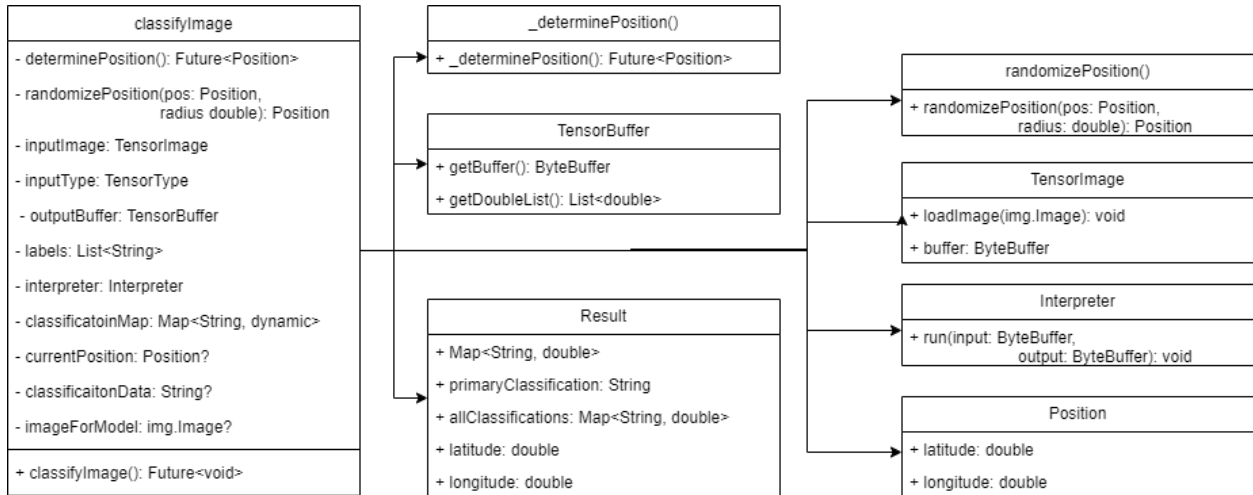 classifyImage
- determinePosition(): Future<Position>
- randomizePosition(pos: Position,
radius double): Position
- inputImage: TensorImage
- inputType: TensorType
- outputBuffer: TensorBuffer
- labels: List<String>
- interpreter: Interpreter
- classificatoinMap: Map<String, dynamic>
- currentPosition: Position?
- classificaitonData: String?
- imageForModel: img.Image?
+ classifyImage(): Future<void>
_determinePosition()
+ _determinePosition(): Future<Position>
TensorBuffer
+ getBuffer(): ByteBuffer
+ getDoubleList(): List<double>
Result
+ Map<String, double>
+ primaryClassification: String
+ allClassifications: Map<String, double>
+ latitude: double
+ longitude: double
randomizePosition()
+ randomizePosition(pos: Position,
radius: double): Position
TensorImage
+ loadImage(img.Image): void
+ buffer: ByteBuffer
Interpreter
+ run(input: ByteBuffer,
output: ByteBuffer): void
Position
+ latitude: double
+ longitude: double